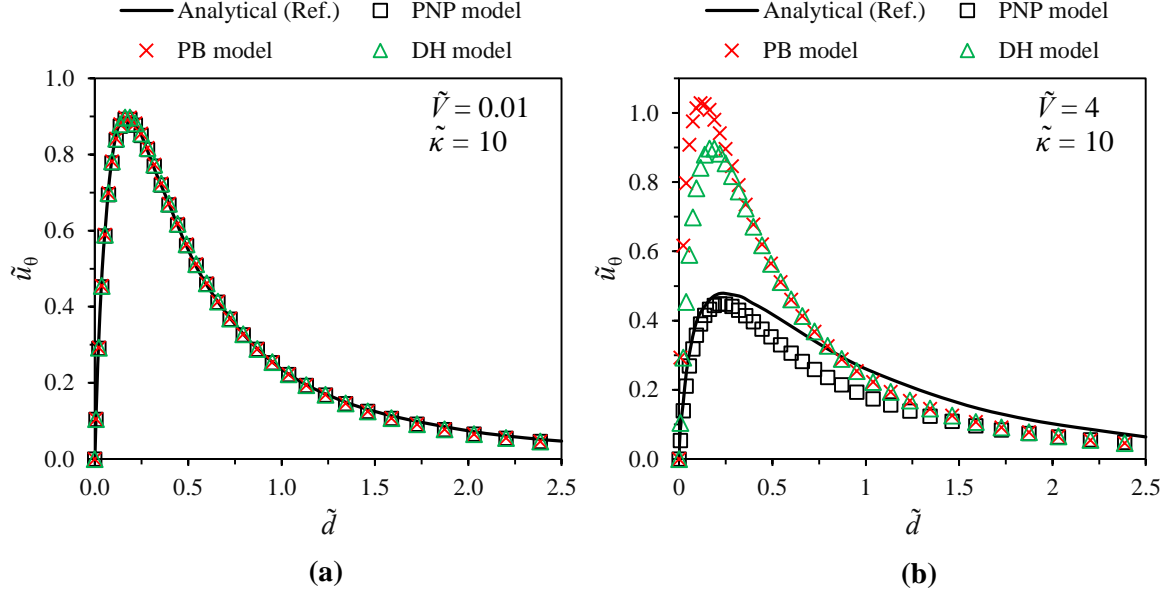 Analytical (Ref.) PNP model
PB model DH model
1.0
0.8
0.6
0.4
0.2
0.0
ũθ
Ṽ = 0.01
κ̃ = 10
0.0 0.5 1.0 1.5 2.0 2.5
d̃
(a)
Analytical (Ref.) PNP model
PB model DH model
1.0
0.8
0.6
0.4
0.2
0.0
ũθ
Ṽ = 4
κ̃ = 10
0 0.5 1 1.5 2 2.5
d̃
(b)